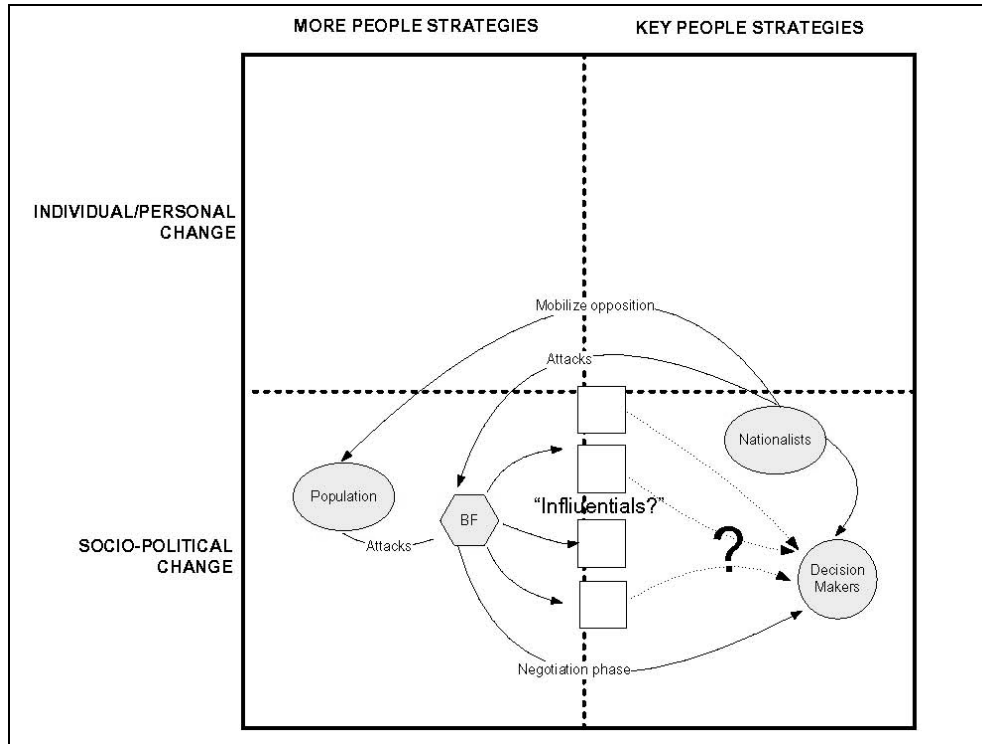 MORE PEOPLE STRATEGIES
KEY PEOPLE STRATEGIES
INDIVIDUAL/PERSONAL
CHANGE
Mobilize opposition
Attacks
Nationalists
Population
"Influentials?"
BF
Attacks
?
SOCIO-POLITICAL
CHANGE
Decision
Makers
Negotiation phase